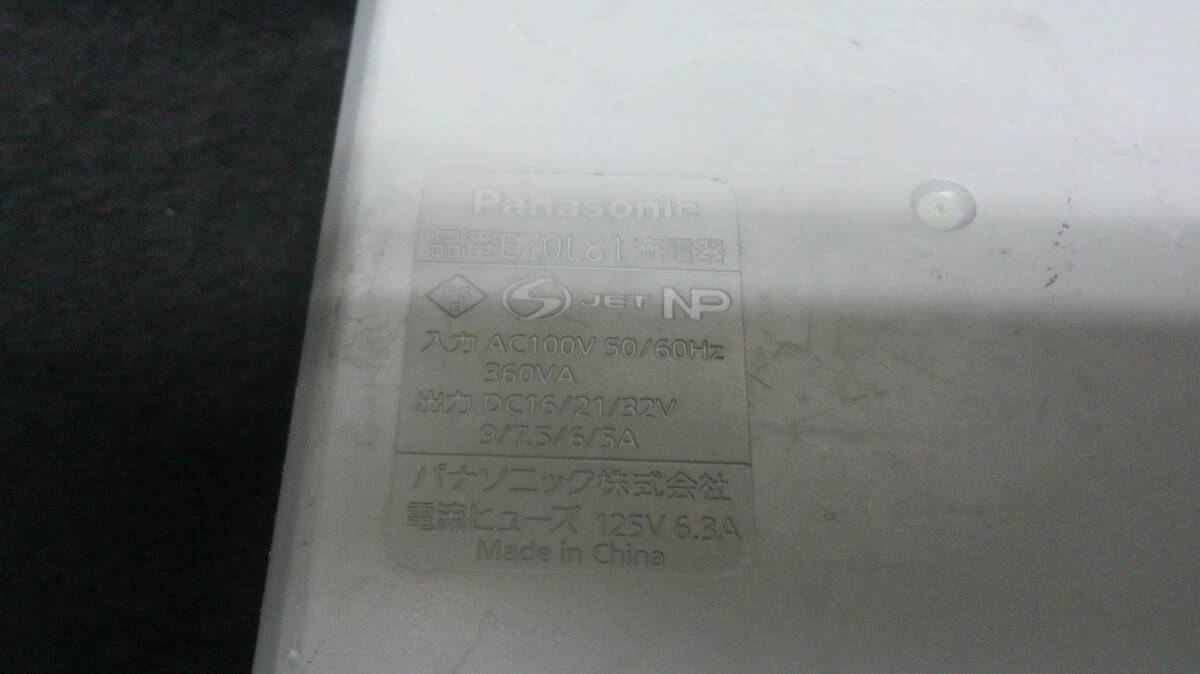 Panasonic
品番EZ0L81 充電器
PS E JET NP
入力 AC100V 50/60Hz
360VA
出力 DC16/21/32V
9/7.5/6/5A
パナソニック株式会社
電流ヒューズ 125V 6.3A
Made in China